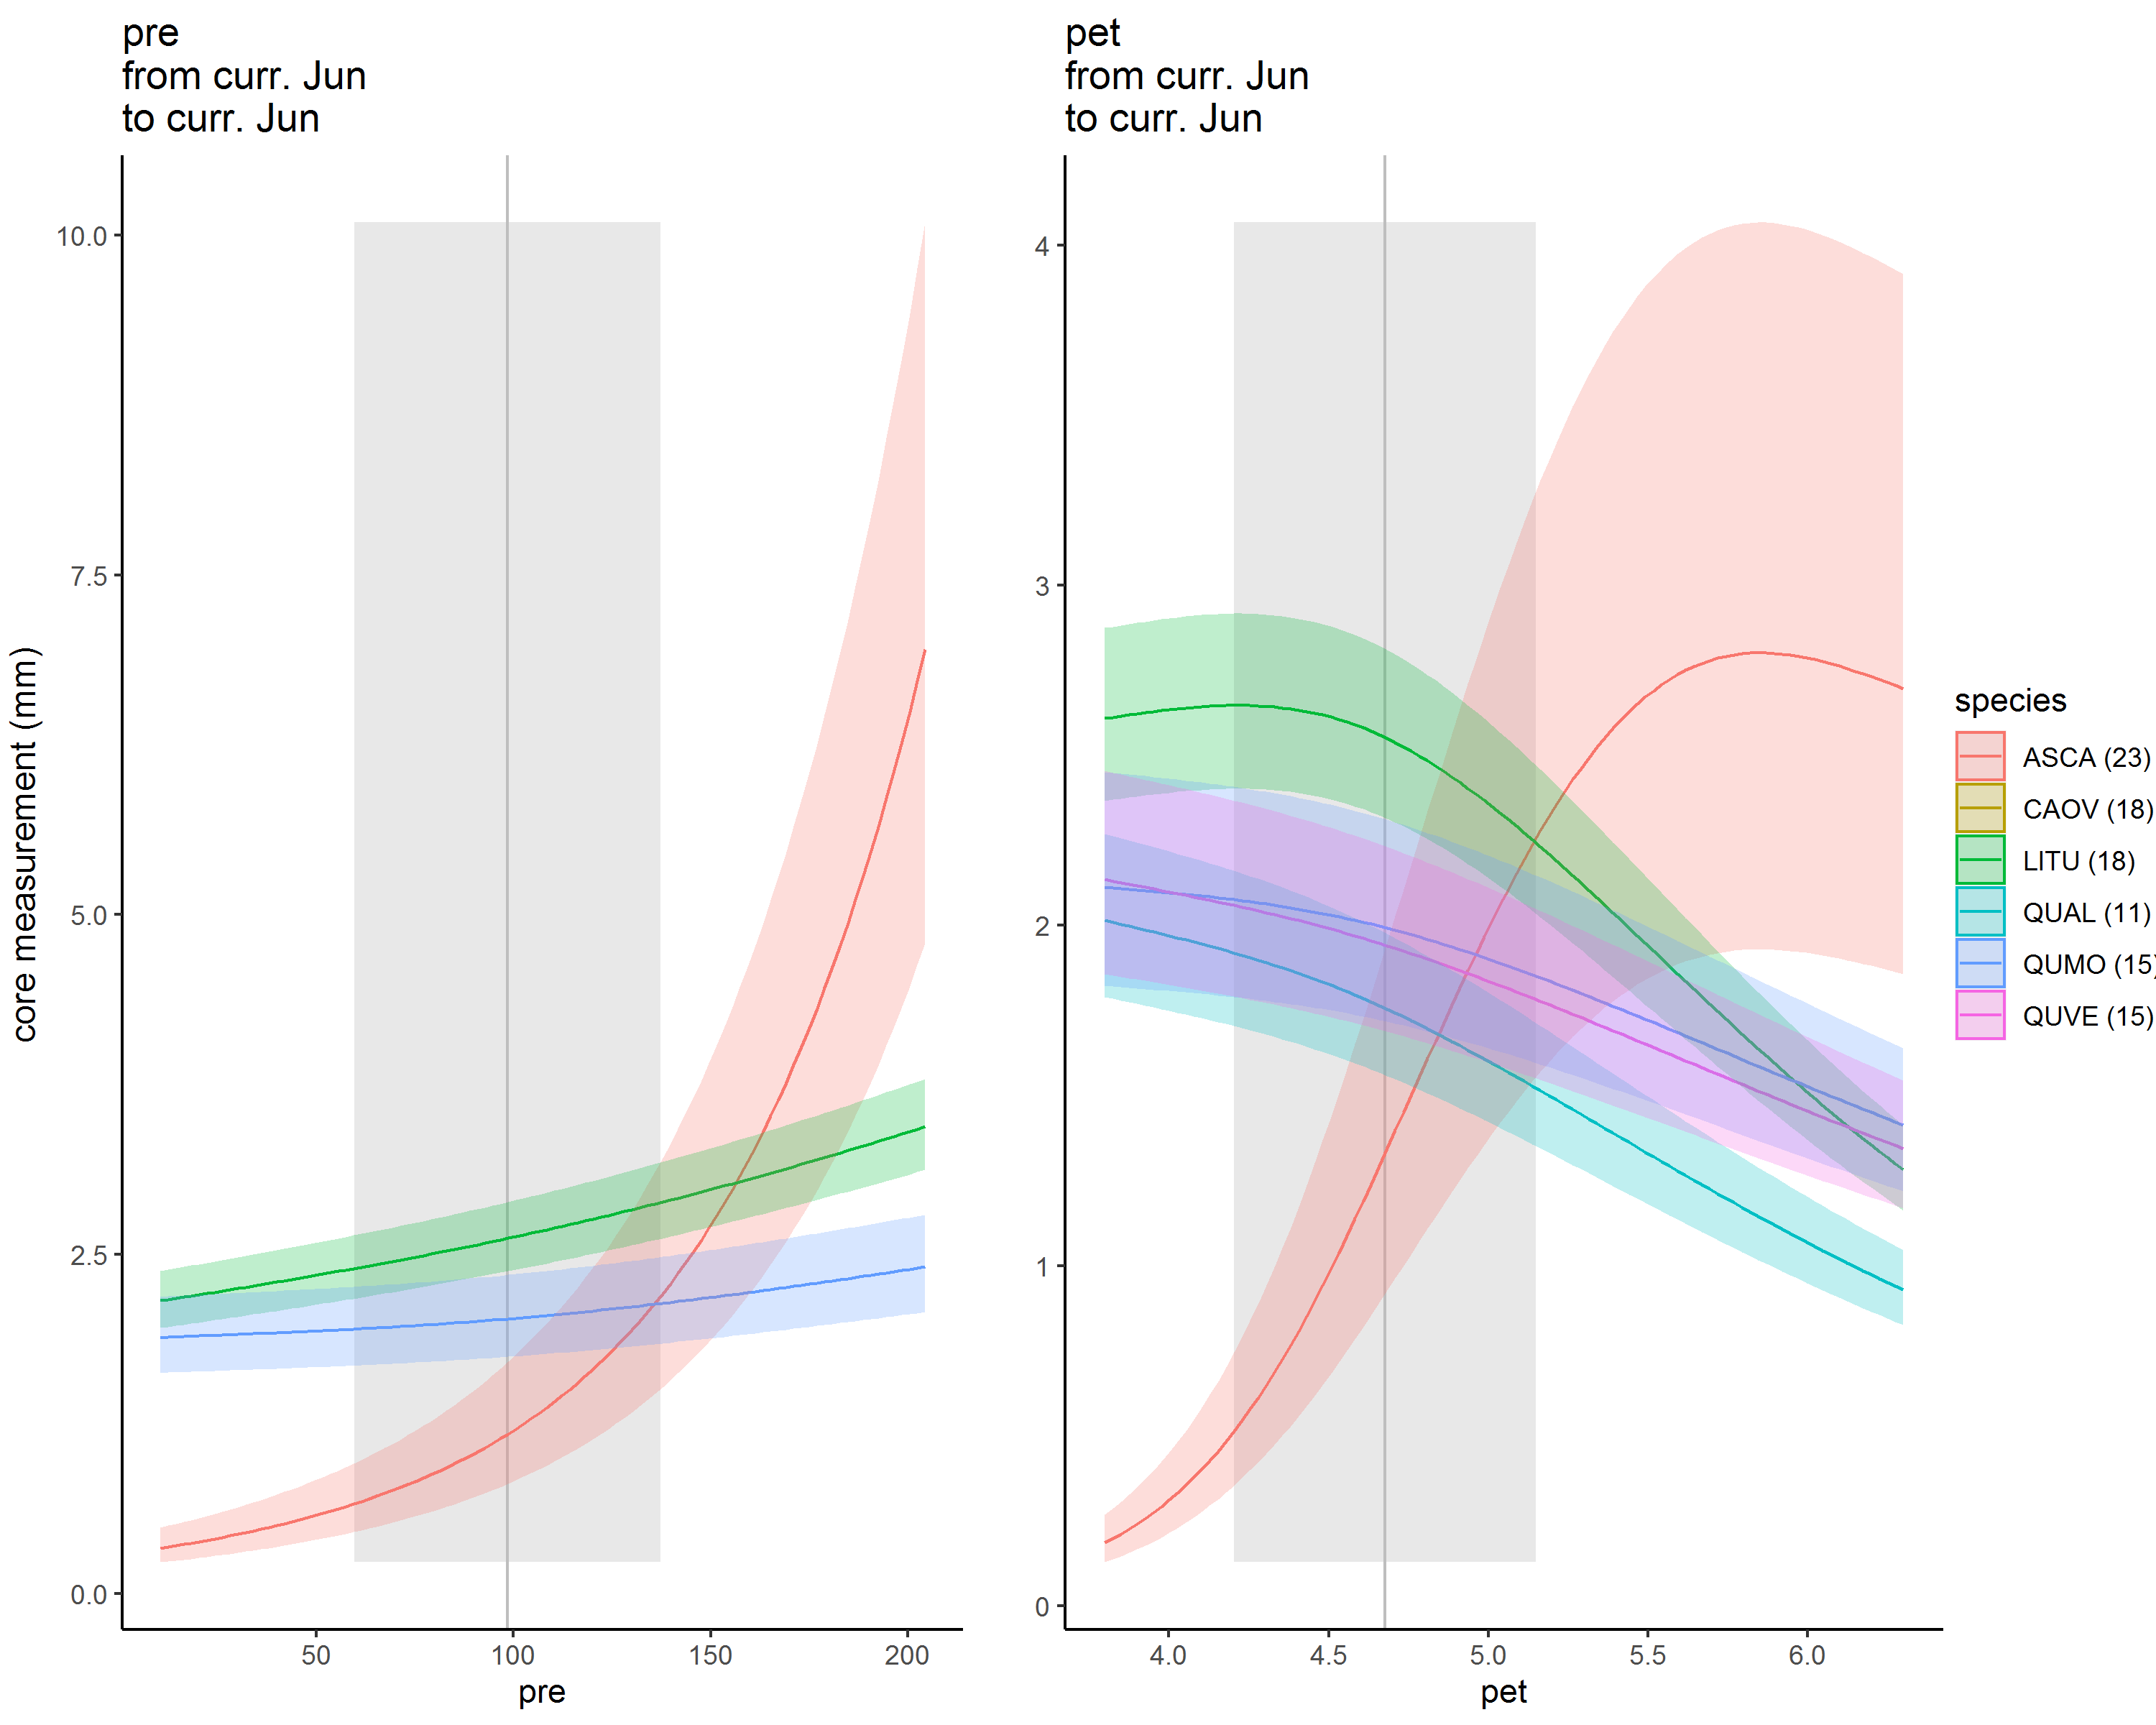 pre
from curr. Jun
to curr. Jun
pet
from curr. Jun
to curr. Jun
core measurement (mm)
10.0
7.5
5.0
2.5
0.0
50
100
150
200
pre
4
3
2
1
0
4.0
4.5
5.0
5.5
6.0
pet
species
ASCA (23)
CAOV (18)
LITU (18)
QUAL (11)
QUMO (15)
QUVE (15)